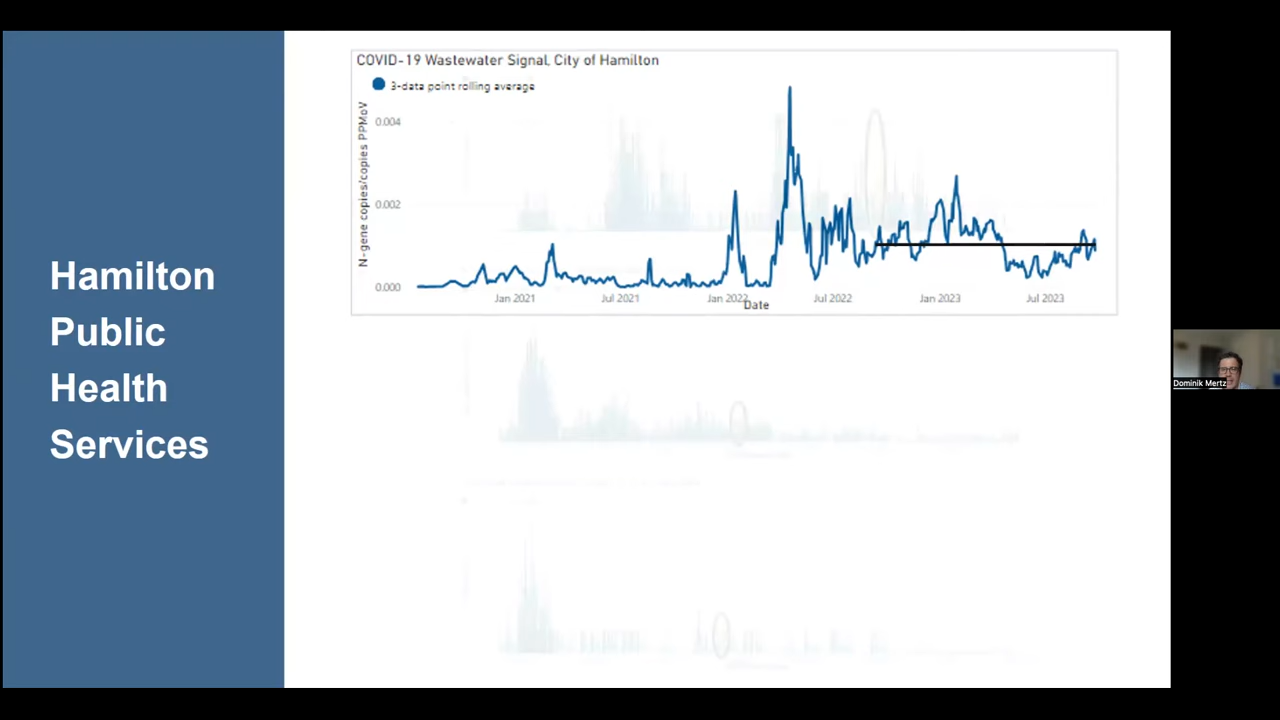 Hamilton
Public
Health
Services
COVID-19 Wastewater Signal, City of Hamilton
3-data point rolling average
N-gene copies/copies PPMoV
0.004
0.002
0.000
Jan 2021
Jul 2021
Jan 2022
Jul 2022
Jan 2023
Jul 2023
Date
Dominik Mertz